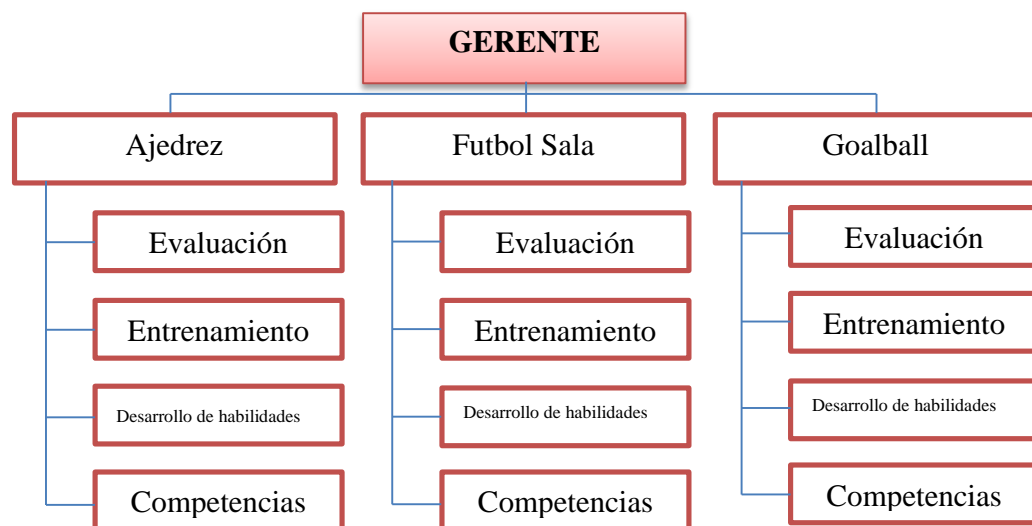 GERENTE
Ajedrez
Evaluación
Entrenamiento
Desarrollo de habilidades
Competencias
Futbol Sala
Evaluación
Entrenamiento
Desarrollo de habilidades
Competencias
Goalball
Evaluación
Entrenamiento
Desarrollo de habilidades
Competencias